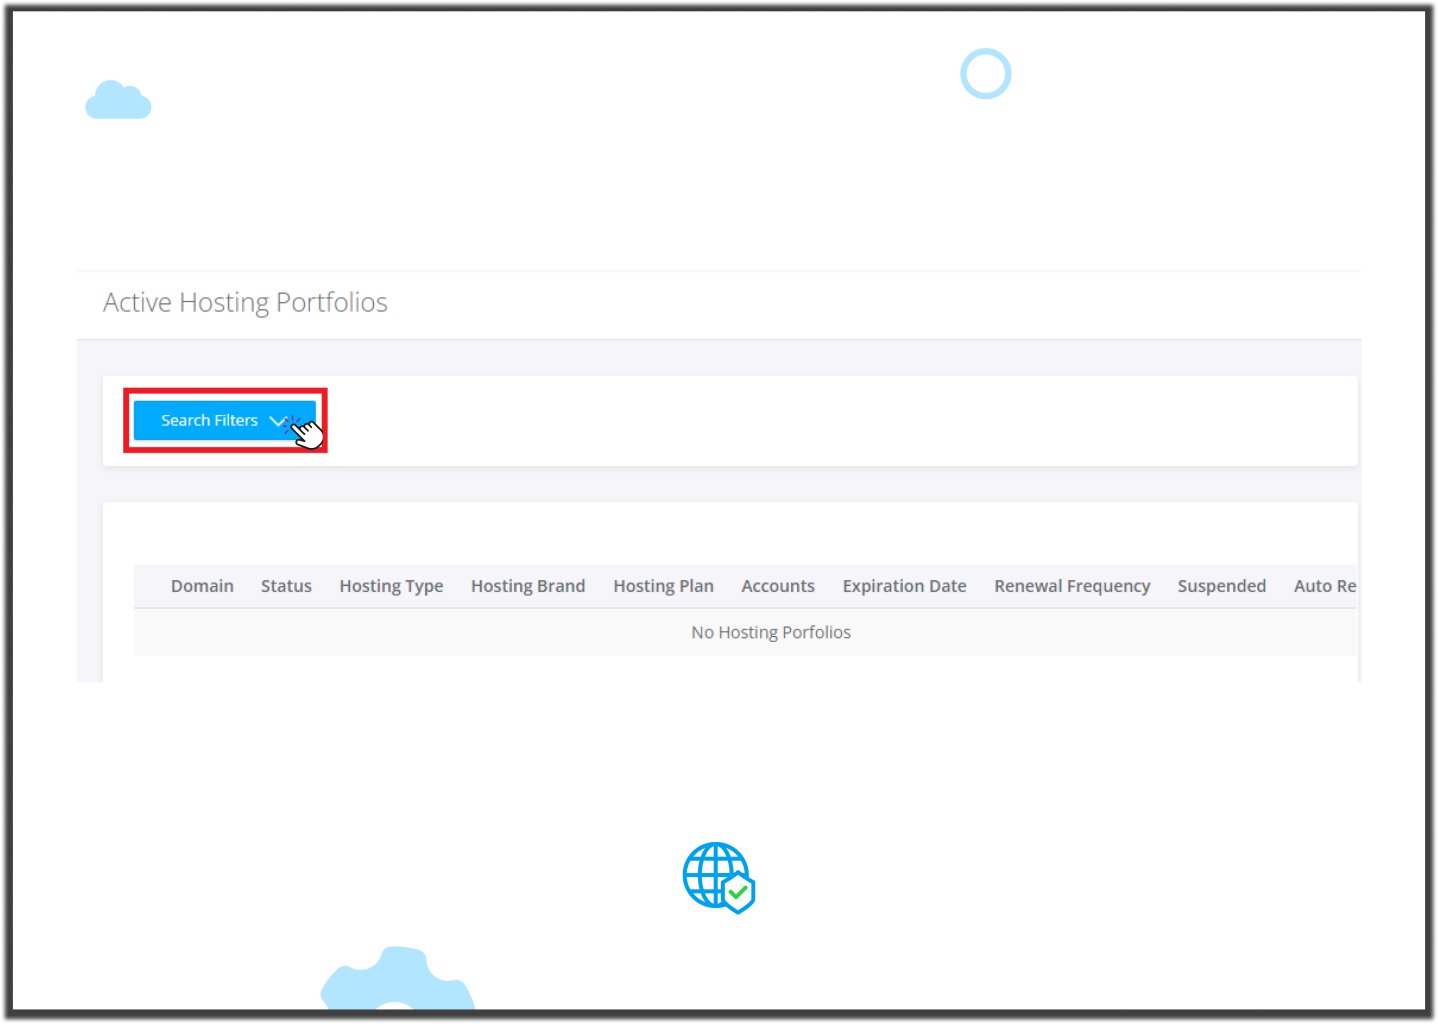 Active Hosting Portfolios
Search Filters
Domain Status Hosting Type Hosting Brand Hosting Plan Accounts Expiration Date Renewal Frequency Suspended Auto Re
No Hosting Porfolios